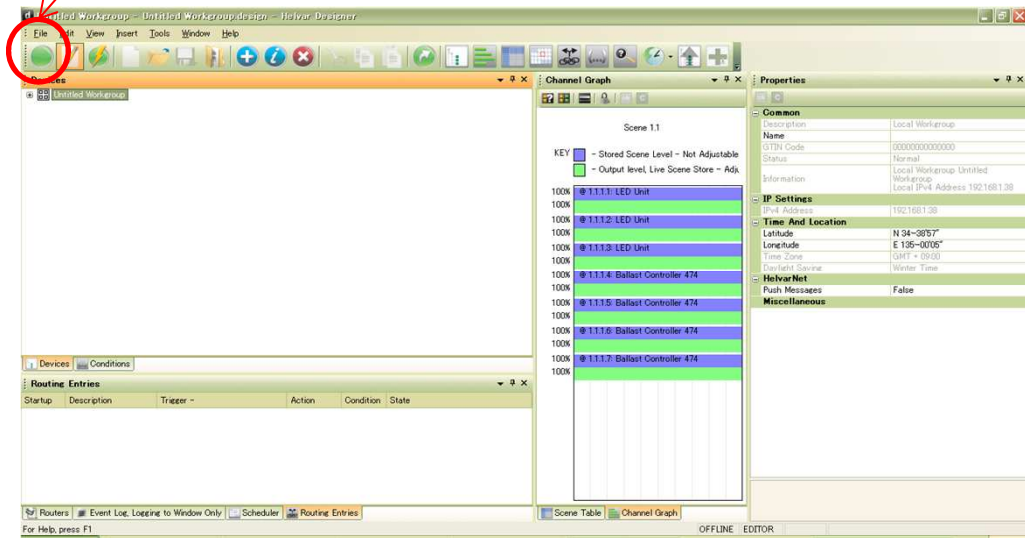 Untitled Workgroup - Untitled Workgroup.design - Helvar Designer
File Edit View Insert Tools Window Help
Devices
Untitled Workgroup
Devices Conditions
Routing Entries
Startup Description Trigger - Action Condition State
Routers Event Log, Logging to Window Only Scheduler Routing Entries
For Help, press F1
Channel Graph
Scene 1.1
KEY - Stored Scene Level - Not Adjustable
- Output level, Live Scene Store - Adj
100% @ 1.1.1.1: LED Unit
100%
100% @ 1.1.1.2: LED Unit
100%
100% @ 1.1.1.3: LED Unit
100%
100% @ 1.1.1.4: Ballast Controller 474
100%
100% @ 1.1.1.5: Ballast Controller 474
100%
100% @ 1.1.1.6: Ballast Controller 474
100%
100% @ 1.1.1.7: Ballast Controller 474
100%
Scene Table Channel Graph
Properties
Common
Description Local Workgroup
Name
GTIN Code 00000000000000
Status Normal
Information Local Workgroup Untitled
Workgroup
Local IPv4 Address 192.168.1.38
IP Settings
IPv4 Address 192.168.1.38
Time And Location
Latitude N 34-38'57"
Longitude E 135-00'05"
Time Zone GMT + 09:00
Daylight Saving Winter Time
HelvarNet
Push Messages False
Miscellaneous
OFFLINE EDITOR